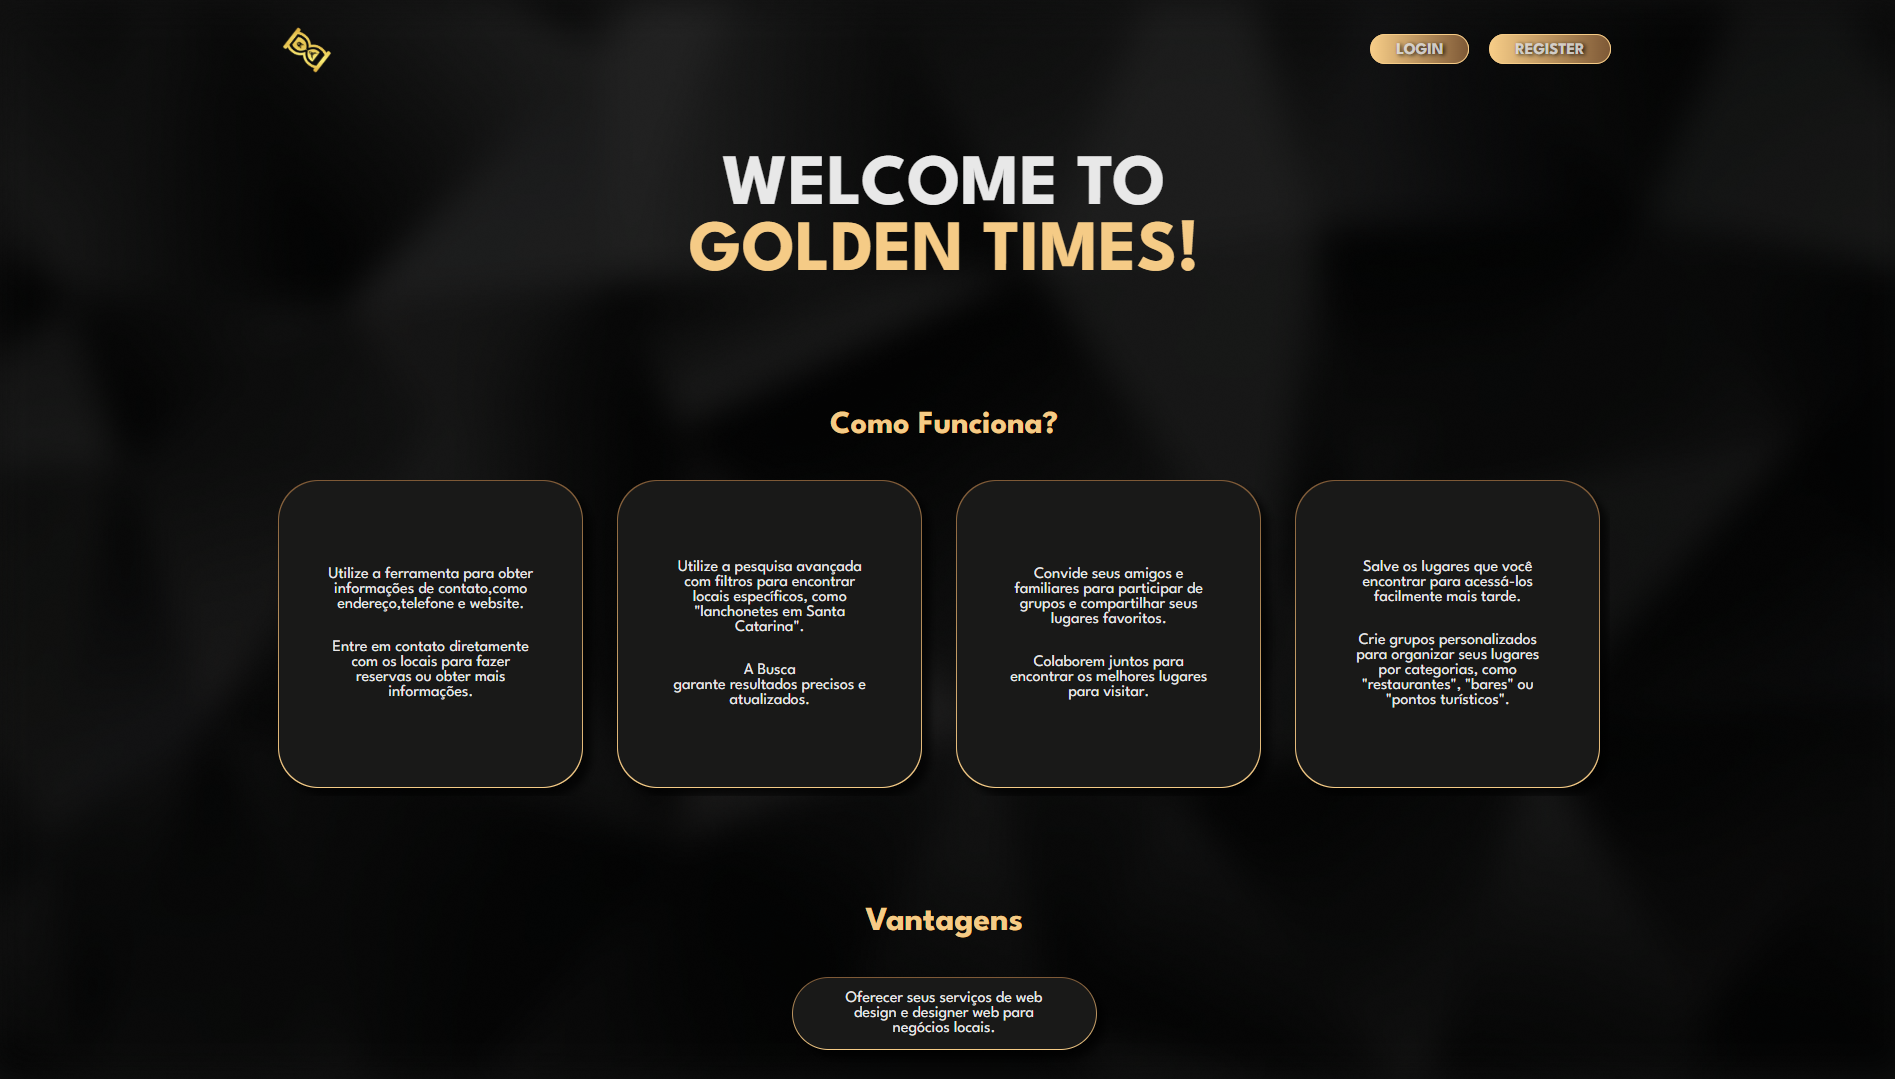 LOGIN
REGISTER
WELCOME TO
GOLDEN TIMES!
Como Funciona?
Utilize a ferramenta para obter
informações de contato,como
endereço,telefone e website.
Entre em contato diretamente
com os locais para fazer
reservas ou obter mais
informações.
Utilize a pesquisa avançada
com filtros para encontrar
locais específicos, como
"lanchonetes em Santa
Catarina".
A Busca
garante resultados precisos e
atualizados.
Convide seus amigos e
familiares para participar de
grupos e compartilhar seus
lugares favoritos.
Colaborem juntos para
encontrar os melhores lugares
para visitar.
Salve os lugares que você
encontrar para acessá-los
facilmente mais tarde.
Crie grupos personalizados
para organizar seus lugares
por categorias, como
"restaurantes", "bares" ou
"pontos turísticos".
Vantagens
Oferecer seus serviços de web
design e designer web para
negócios locais.